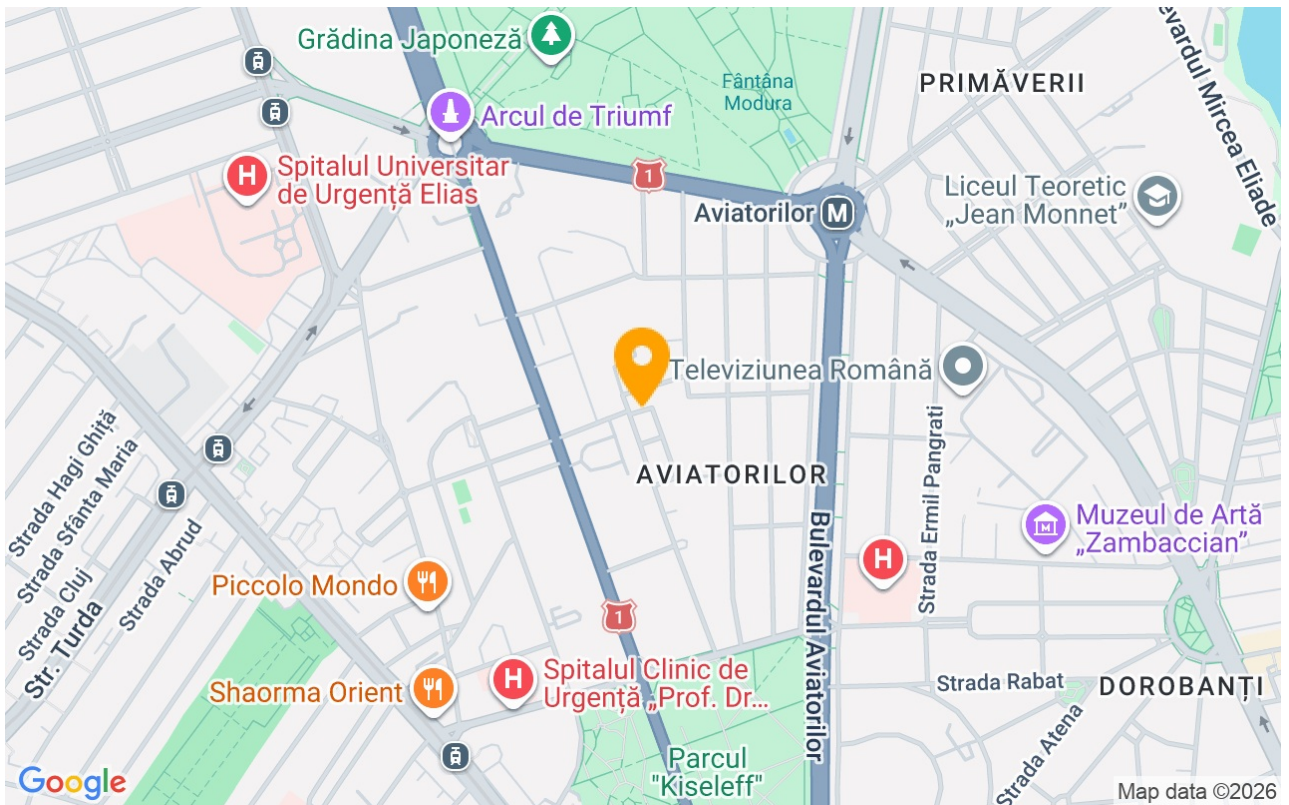 Grădina Japoneză
Fântâna
Modura
PRIMĂVERII
Bulevardul Mircea Eliade
Arcul de Triumf
Spitalul Universitar
de Urgență Elias
H
1
Aviatorilor
M
Liceul Teoretic
„Jean Monnet”
Televiziunea Română
AVIATORILOR
Strada Hagi Ghiță
Strada Sfânta Maria
Strada Cluj
Str. Turda
Strada Abrud
Strada Ermil Pangrati
Muzeul de Artă
„Zambaccian”
Bulevardul Aviatorilor
H
Piccolo Mondo
1
Shaorma Orient
H
Spitalul Clinic de
Urgență „Prof. Dr...
Strada Rabat
DOROBANȚI
Strada Atena
Parcul
"Kiseleff"
Google
Map data ©2026